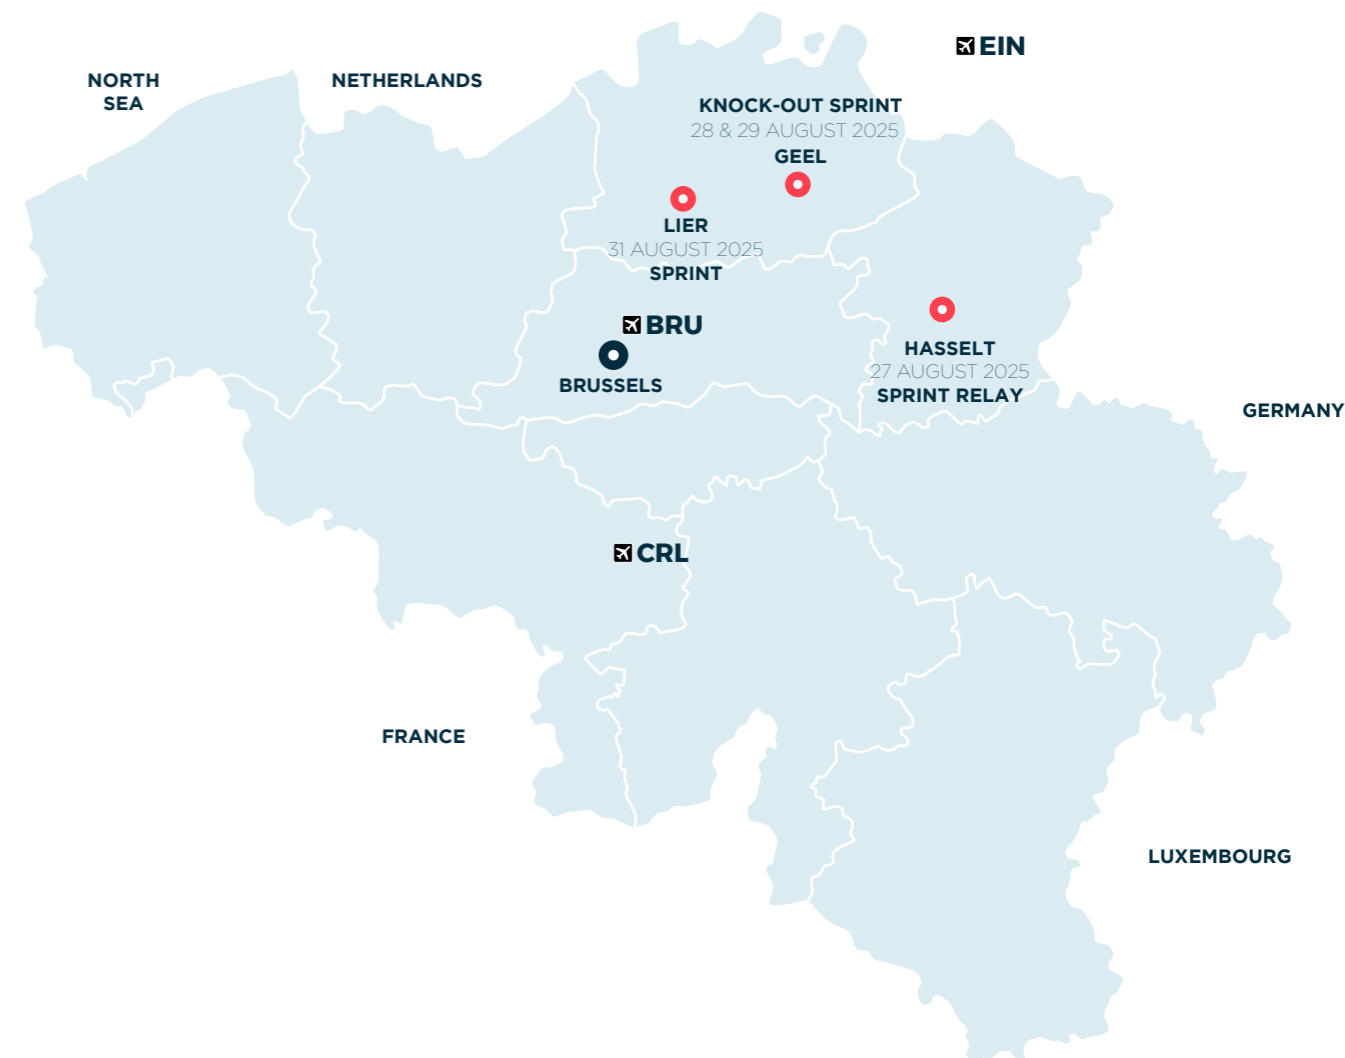 EIN
NORTH
SEA
NETHERLANDS
KNOCK-OUT SPRINT
28 & 29 AUGUST 2025
GEEL
LIER
31 AUGUST 2025
SPRINT
BRU
BRUSSELS
HASSELT
27 AUGUST 2025
SPRINT RELAY
GERMANY
CRL
FRANCE
LUXEMBOURG